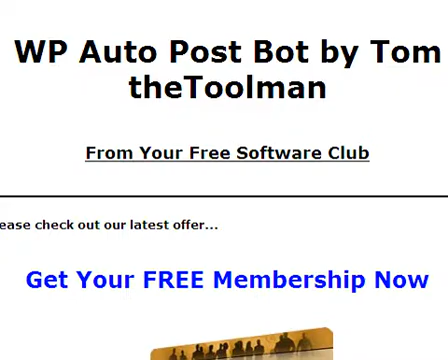 WP Auto Post Bot by Tom
theToolman
From Your Free Software Club
ease check out our latest offer...
Get Your FREE Membership Now